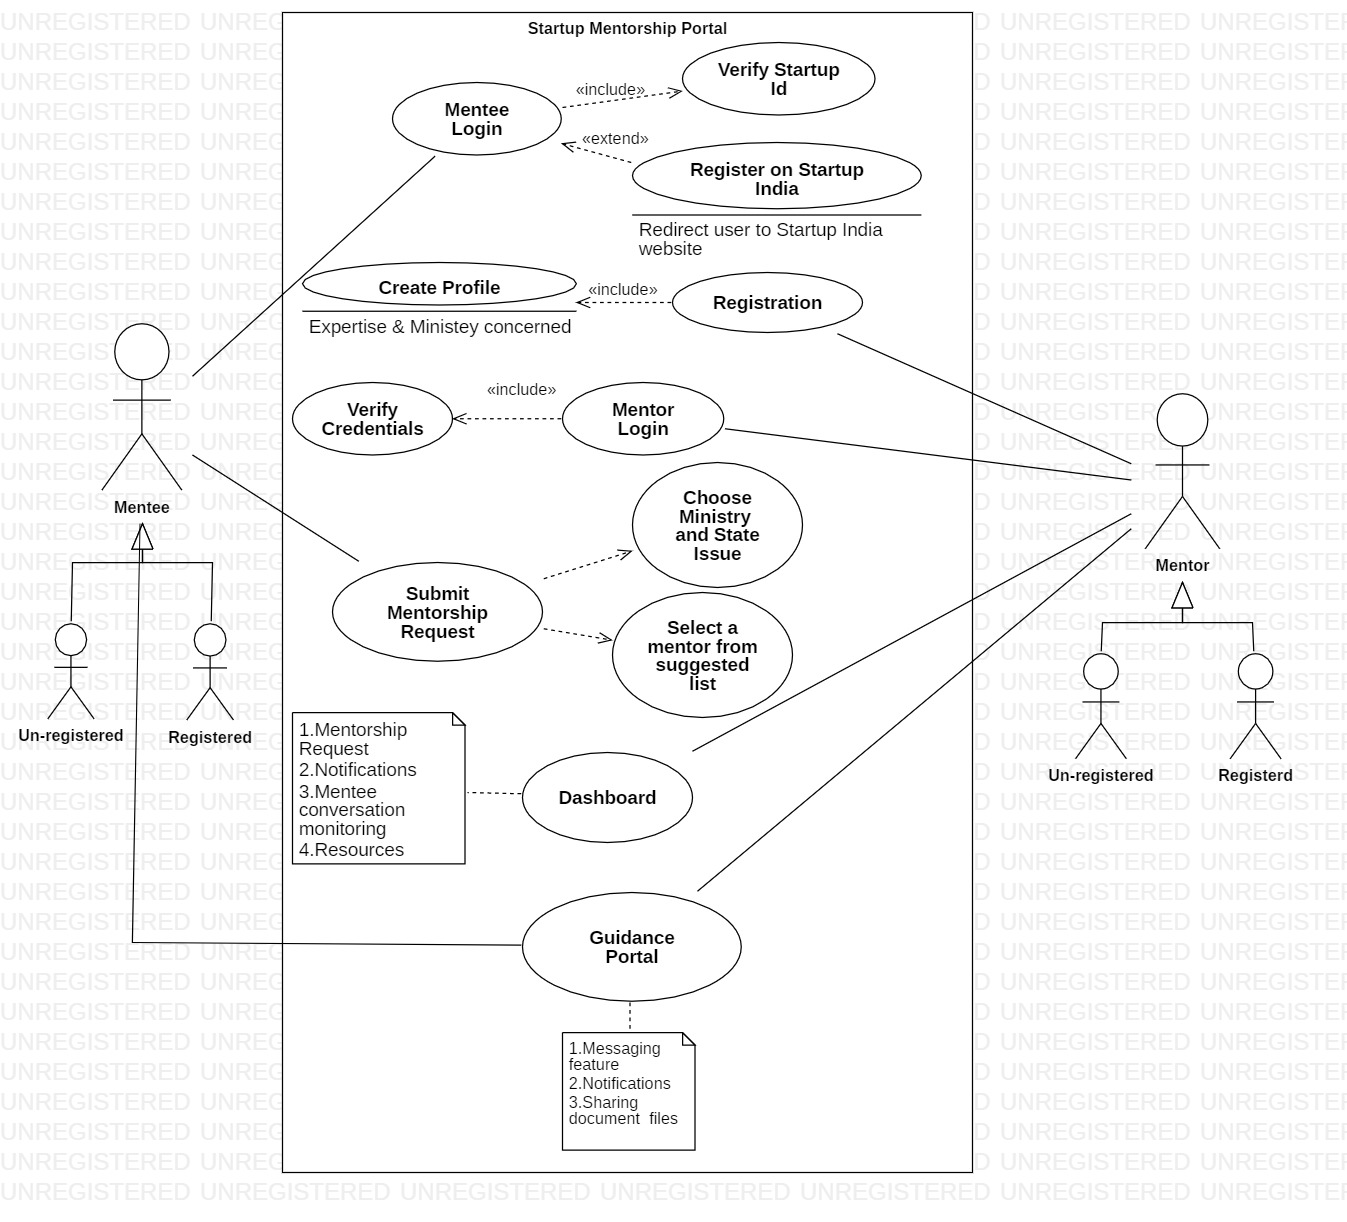 Startup Mentorship Portal
Verify Startup
Id
«include»
Mentee
Login
«extend»
Register on Startup
India
Redirect user to Startup India
website
Create Profile
«include»
Registration
Expertise & Ministey concerned
«include»
Verify
Credentials
Mentor
Login
Mentee
Choose
Ministry
and State
Issue
Mentor
Submit
Mentorship
Request
Select a
mentor from
suggested
list
Un-registered
Registered
Un-registered
Registerd
1.Mentorship
Request
2.Notifications
3.Mentee
conversation
monitoring
4.Resources
Dashboard
Guidance
Portal
1.Messaging
feature
2.Notifications
3.Sharing
document files
UNREGISTERED UNREGISTERED UNREGISTERED UNREGISTERED UNREGISTERED UNREGISTERED